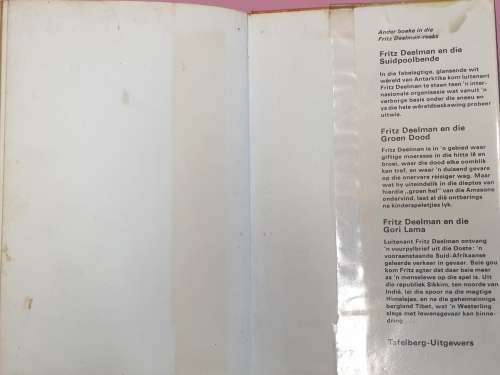 Ander boeke in die
Fritz Deelman-reeks
Fritz Deelman en die
Suidpoolbende
In die fabelagtige, glansende wit
wêreld van Antarktika kom luitenant
Fritz Deelman te staan teen 'n inter-
nasionale organisasie wat vanuit 'n
verborge basis onder die sneeu en
ys die hele wêreldbeskawing probeer
uitwis.
Fritz Deelman en die
Groen Dood
Fritz Deelman is in 'n gebied waar
giftige moerasse in die hitte lê en
broei, waar die dood elke oomblik
kan tref, en waar 'n duisend gevare
op die onervare reisiger wag. Maar
wat hy uiteindelik in die dieptes van
hierdie „groen hel" van die Amasone
ondervind, laat al dié ontberings
na kinderspeletjies lyk.
Fritz Deelman en die
Gori Lama
Luitenant Fritz Deelman ontvang
'n vuurpylbrief uit die Ooste: 'n
vooraanstaande Suid-Afrikaanse
geleerde verkeer in gevaar. Baie gou
kom Fritz agter dat daar baie meer
as 'n menselewe op die spel is. Uit
die republiek Sikkim, ten noorde van
Indië, lei die spoor na die magtige
Himalajas, en na die geheimsinnige
bergland Tibet, wat 'n Westerling
slegs met lewensgevaar kan binne-
dring . . .
Tafelberg-Uitgewers